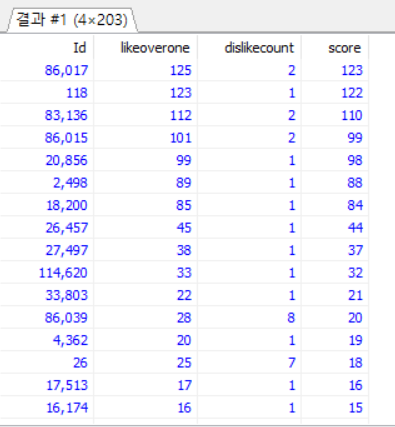 결과 #1 (4×203)
Id likeoverone dislikecount score
86,017 125 2 123
118 123 1 122
83,136 112 2 110
86,015 101 2 99
20,856 99 1 98
2,498 89 1 88
18,200 85 1 84
26,457 45 1 44
27,497 38 1 37
114,620 33 1 32
33,803 22 1 21
86,039 28 8 20
4,362 20 1 19
26 25 7 18
17,513 17 1 16
16,174 16 1 15